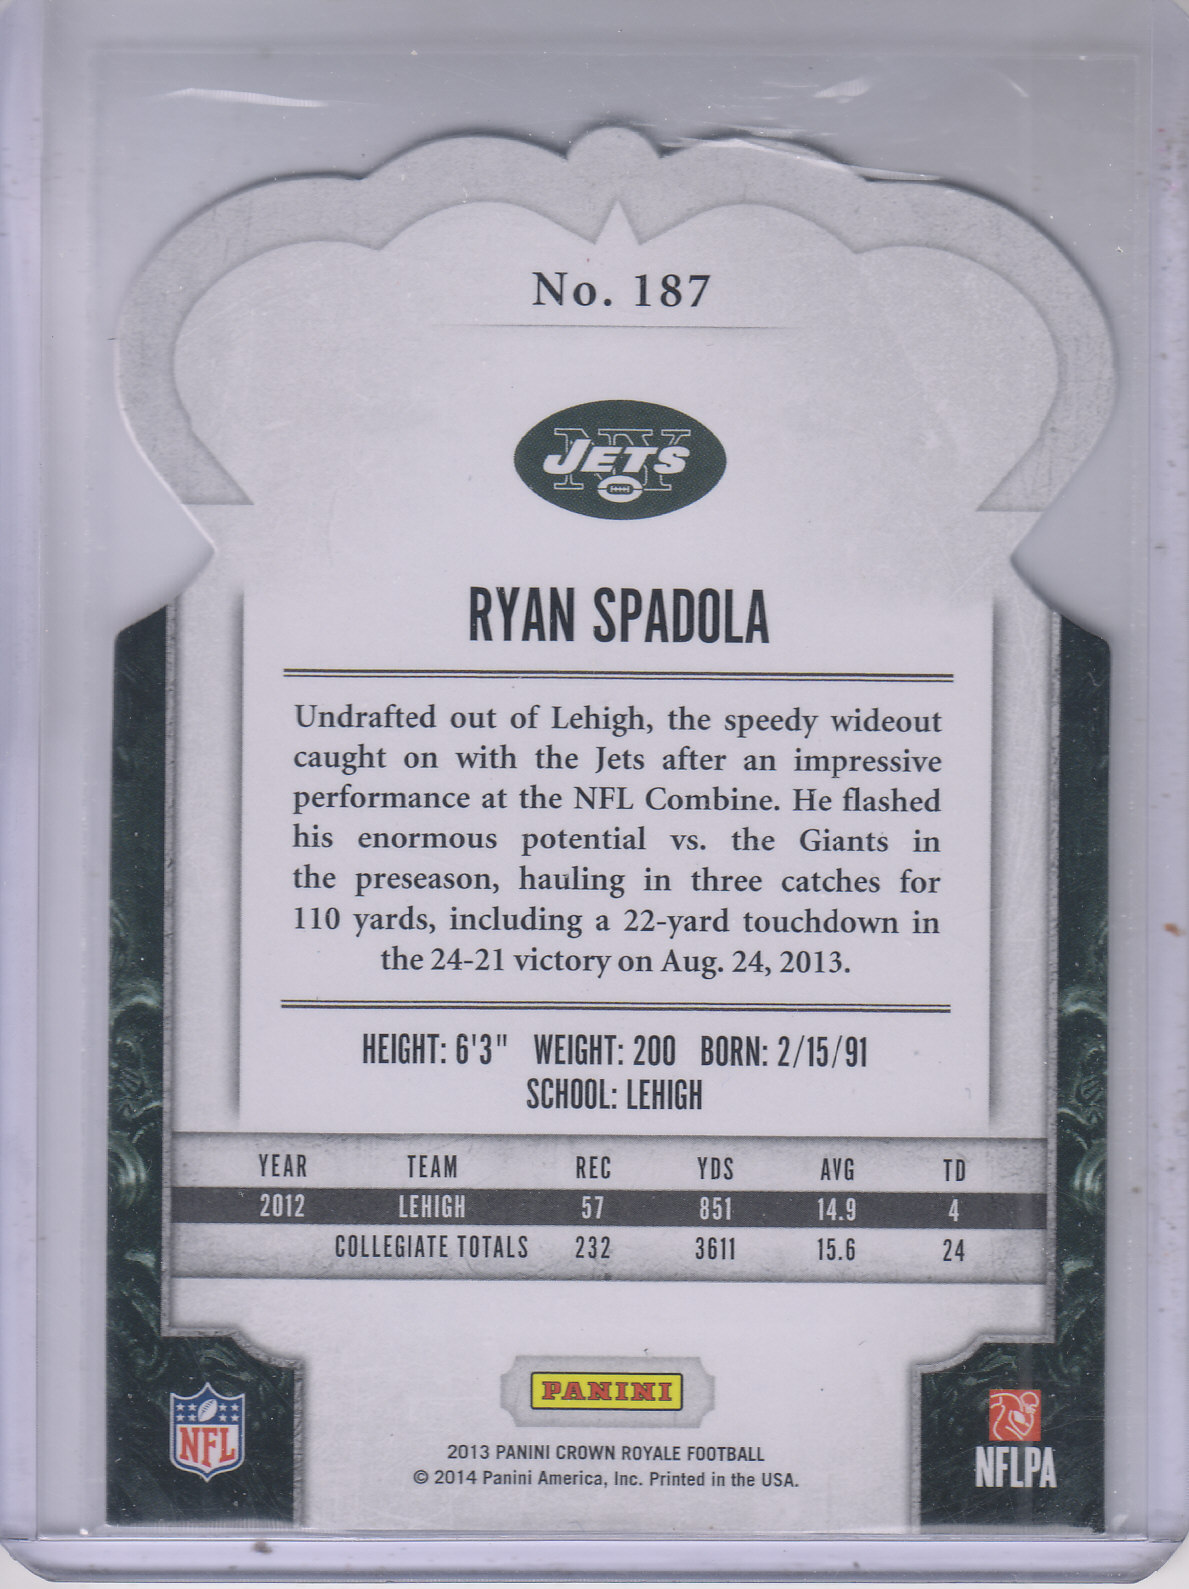 No. 187
NY
JETS
RYAN SPADOLA
Undrafted out of Lehigh, the speedy wideout
caught on with the Jets after an impressive
performance at the NFL Combine. He flashed
his enormous potential vs. the Giants in
the preseason, hauling in three catches for
110 yards, including a 22-yard touchdown in
the 24-21 victory on Aug. 24, 2013.
HEIGHT: 6'3" WEIGHT: 200 BORN: 2/15/91
SCHOOL: LEHIGH
YEAR TEAM REC YDS AVG TD
2012 LEHIGH 57 851 14.9 4
COLLEGIATE TOTALS 232 3611 15.6 24
PANINI
NFL
NFLPA
2013 PANINI CROWN ROYALE FOOTBALL
© 2014 Panini America, Inc. Printed in the USA.